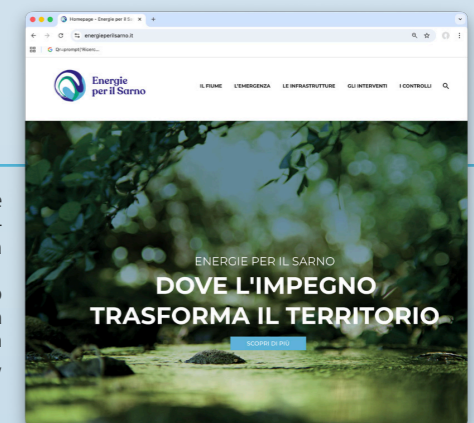 Homepage - Energie per il Sa
energieperilsarno.it
Energie
per il Sarno
IL FIUME L'EMERGENZA LE INFRASTRUTTURE GLI INTERVENTI I CONTROLLI
ENERGIE PER IL SARNO
DOVE L'IMPEGNO
TRASFORMA IL TERRITORIO
SCOPRI DI PIÙ